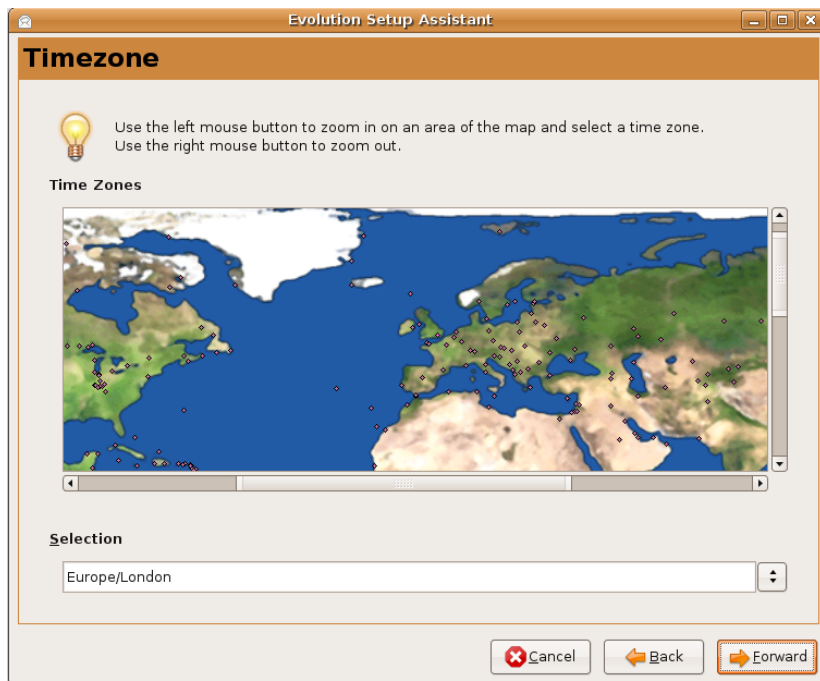 Evolution Setup Assistant
Timezone
Use the left mouse button to zoom in on an area of the map and select a time zone.
Use the right mouse button to zoom out.
Time Zones
Selection
Europe/London
Cancel
Back
Forward